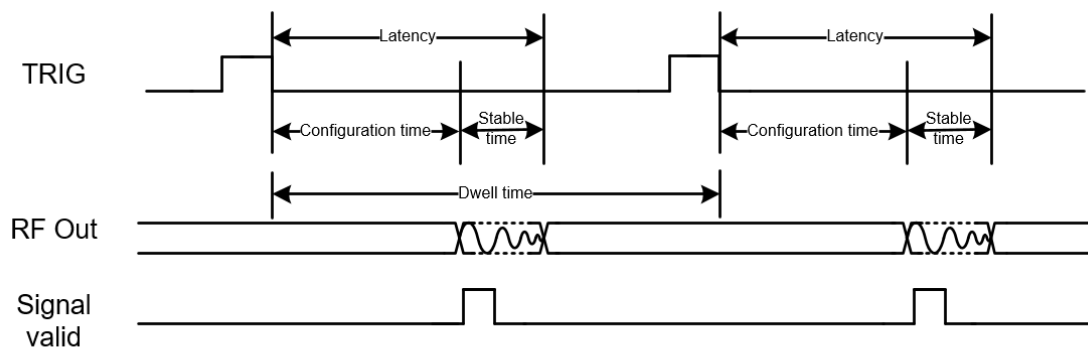 Latency
Latency
TRIG
Configuration time
Stable
time
Configuration time
Stable
time
Dwell time
RF Out
Signal
valid